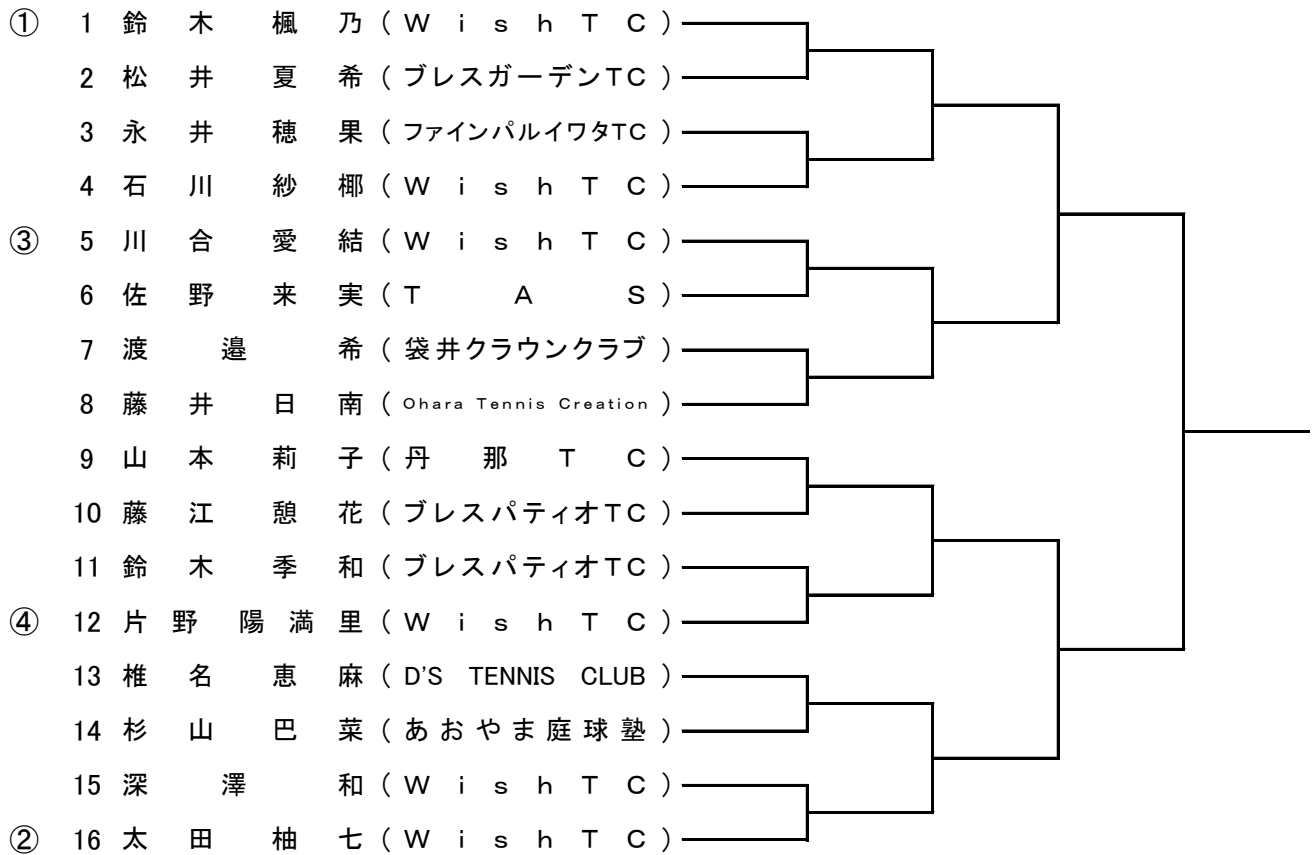 ① 1 鈴木楓乃 (WishTC)
2 松井夏希 (ブレスガーデンTC)
3 永井穂果 (ファインパルイワタTC)
4 石川紗椰 (WishTC)
③ 5 川合愛結 (WishTC)
6 佐野来実 (TAS)
7 渡邉希 (袋井クラウンクラブ)
8 藤井日南 (Ohara Tennis Creation)
9 山本莉子 (丹那TC)
10 藤江憩花 (ブレスパティオTC)
11 鈴木季和 (ブレスパティオTC)
④ 12 片野陽満里 (WishTC)
13 椎名恵麻 (D'S TENNIS CLUB)
14 杉山巴菜 (あおやま庭球塾)
15 深澤和 (WishTC)
② 16 太田柚七 (WishTC)